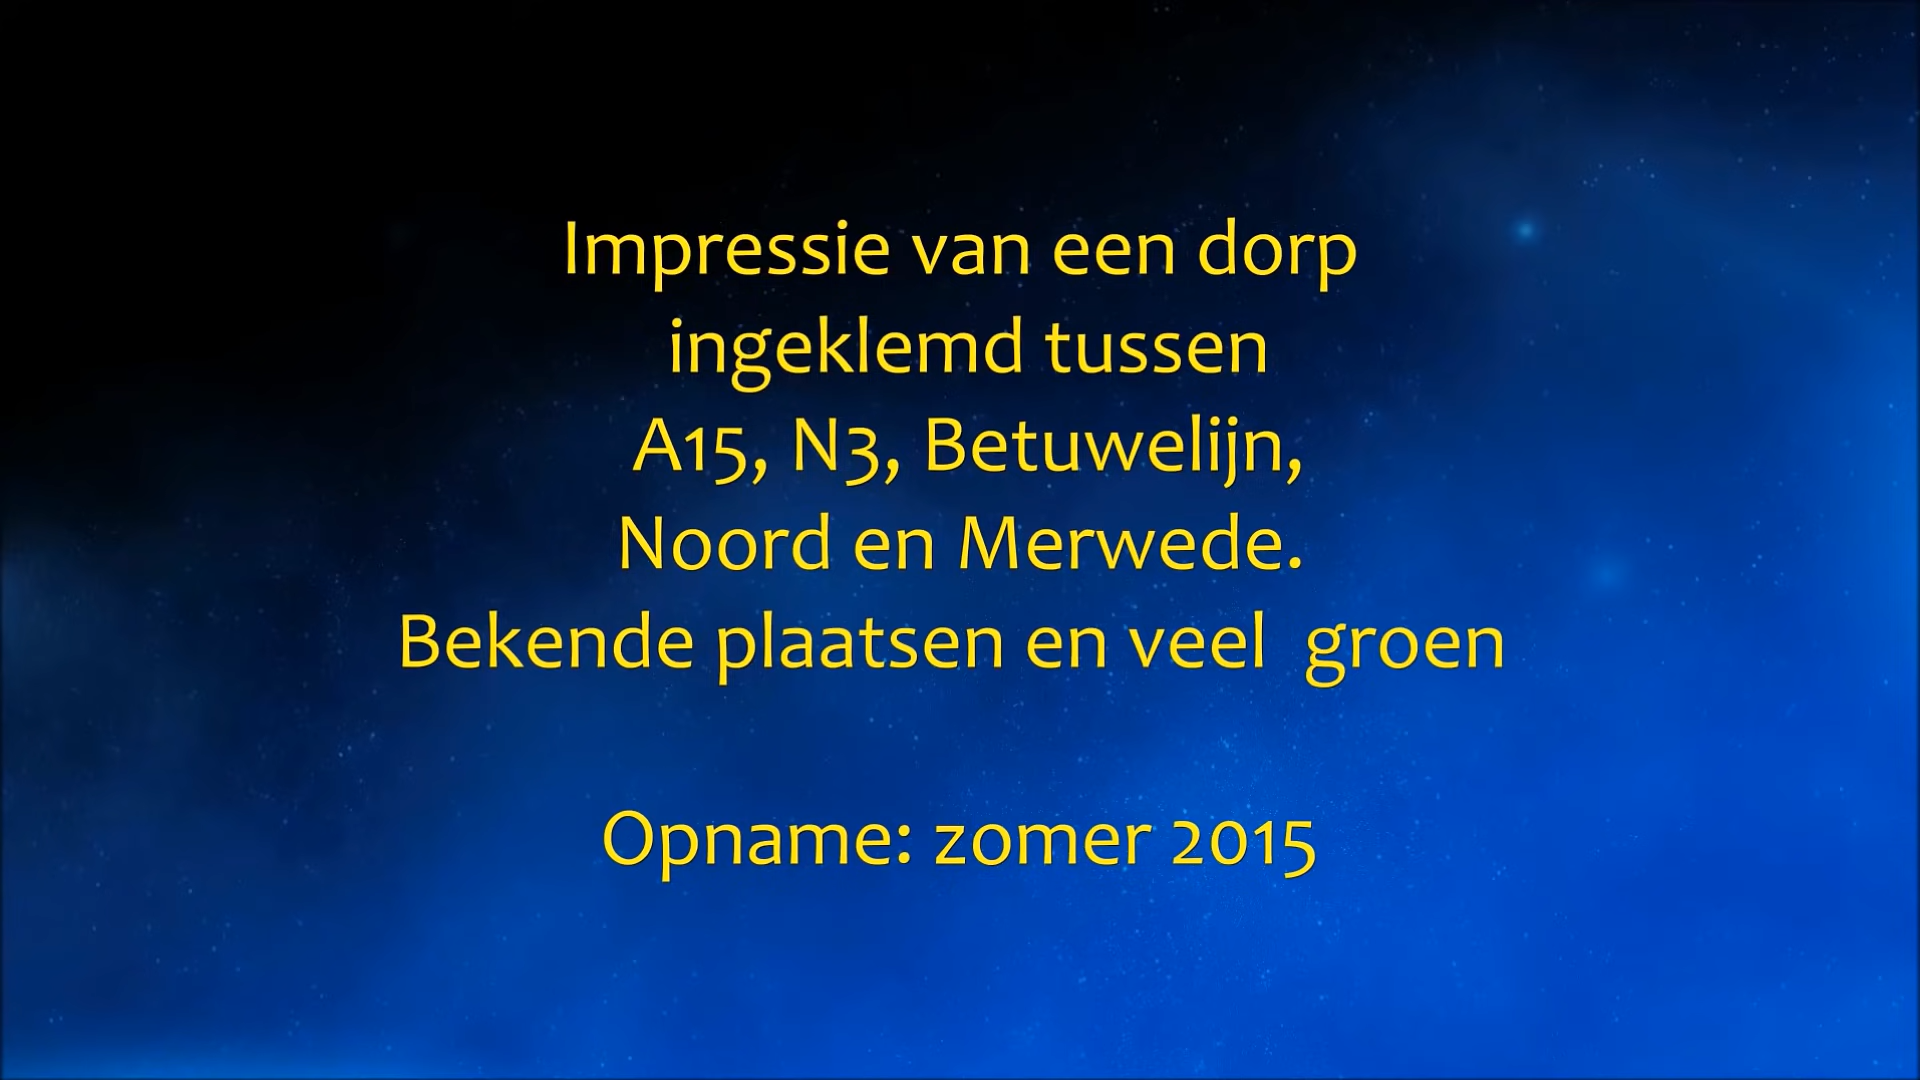 Impressie van een dorp
ingeklemd tussen
A15, N3, Betuwelijn,
Noord en Merwede.
Bekende plaatsen en veel  groen
Opname: zomer 2015